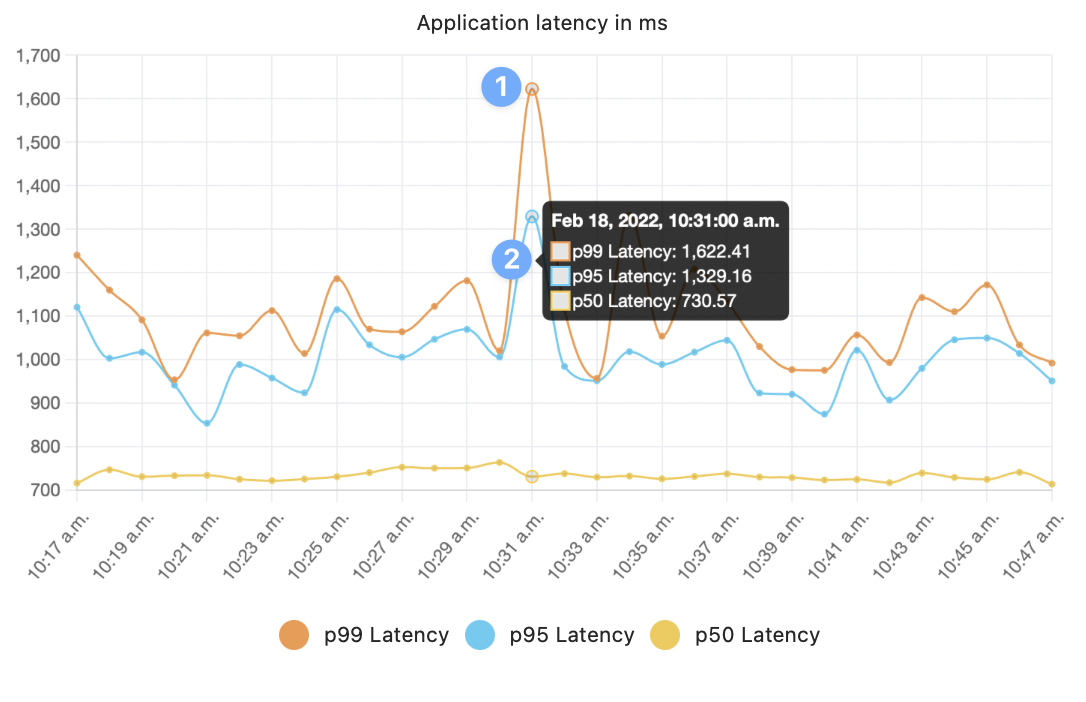 Application latency in ms
1,700
1,600
1,500
1,400
1,300
1,200
1,100
1,000
900
800
700
1
2
Feb 18, 2022, 10:31:00 a.m.
p99 Latency: 1,622.41
p95 Latency: 1,329.16
p50 Latency: 730.57
10:17 a.m.
10:19 a.m.
10:21 a.m.
10:23 a.m.
10:25 a.m.
10:27 a.m.
10:29 a.m.
10:31 a.m.
10:33 a.m.
10:35 a.m.
10:37 a.m.
10:39 a.m.
10:41 a.m.
10:43 a.m.
10:45 a.m.
10:47 a.m.
p99 Latency p95 Latency p50 Latency